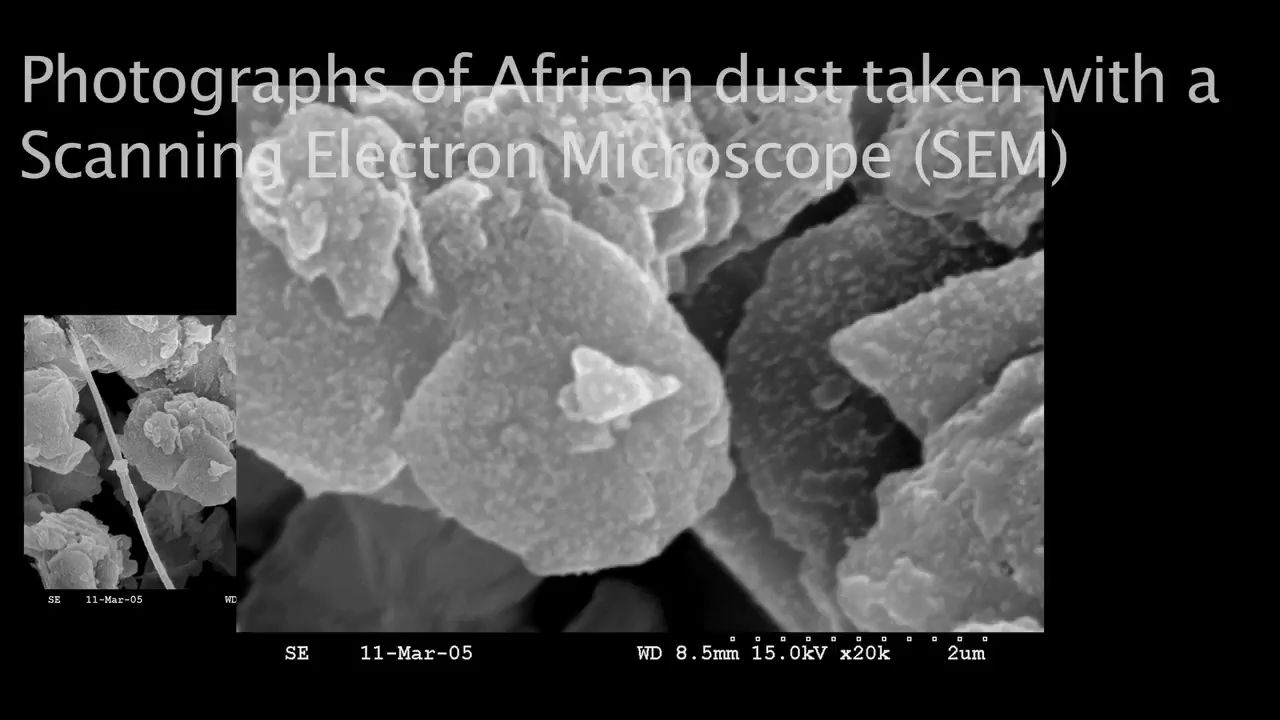 Photographs of African dust taken with a
Scanning Electron Microscope (SEM)
SE 11-Mar-05 WD
SE 11-Mar-05 WD 8.5mm 15.0kV x20k 2um